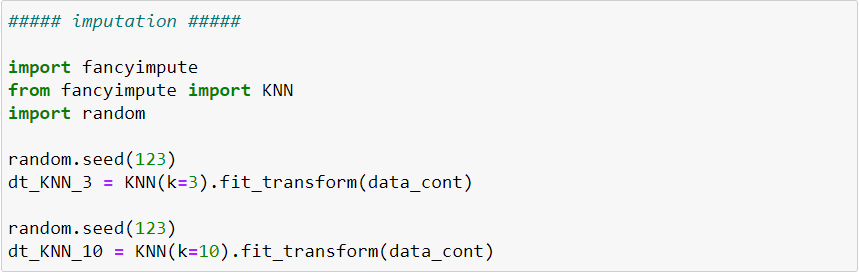 ##### imputation #####
import fancyimpute
from fancyimpute import KNN
import random
random.seed(123)
dt_KNN_3 = KNN(k=3).fit_transform(data_cont)
random.seed(123)
dt_KNN_10 = KNN(k=10).fit_transform(data_cont)